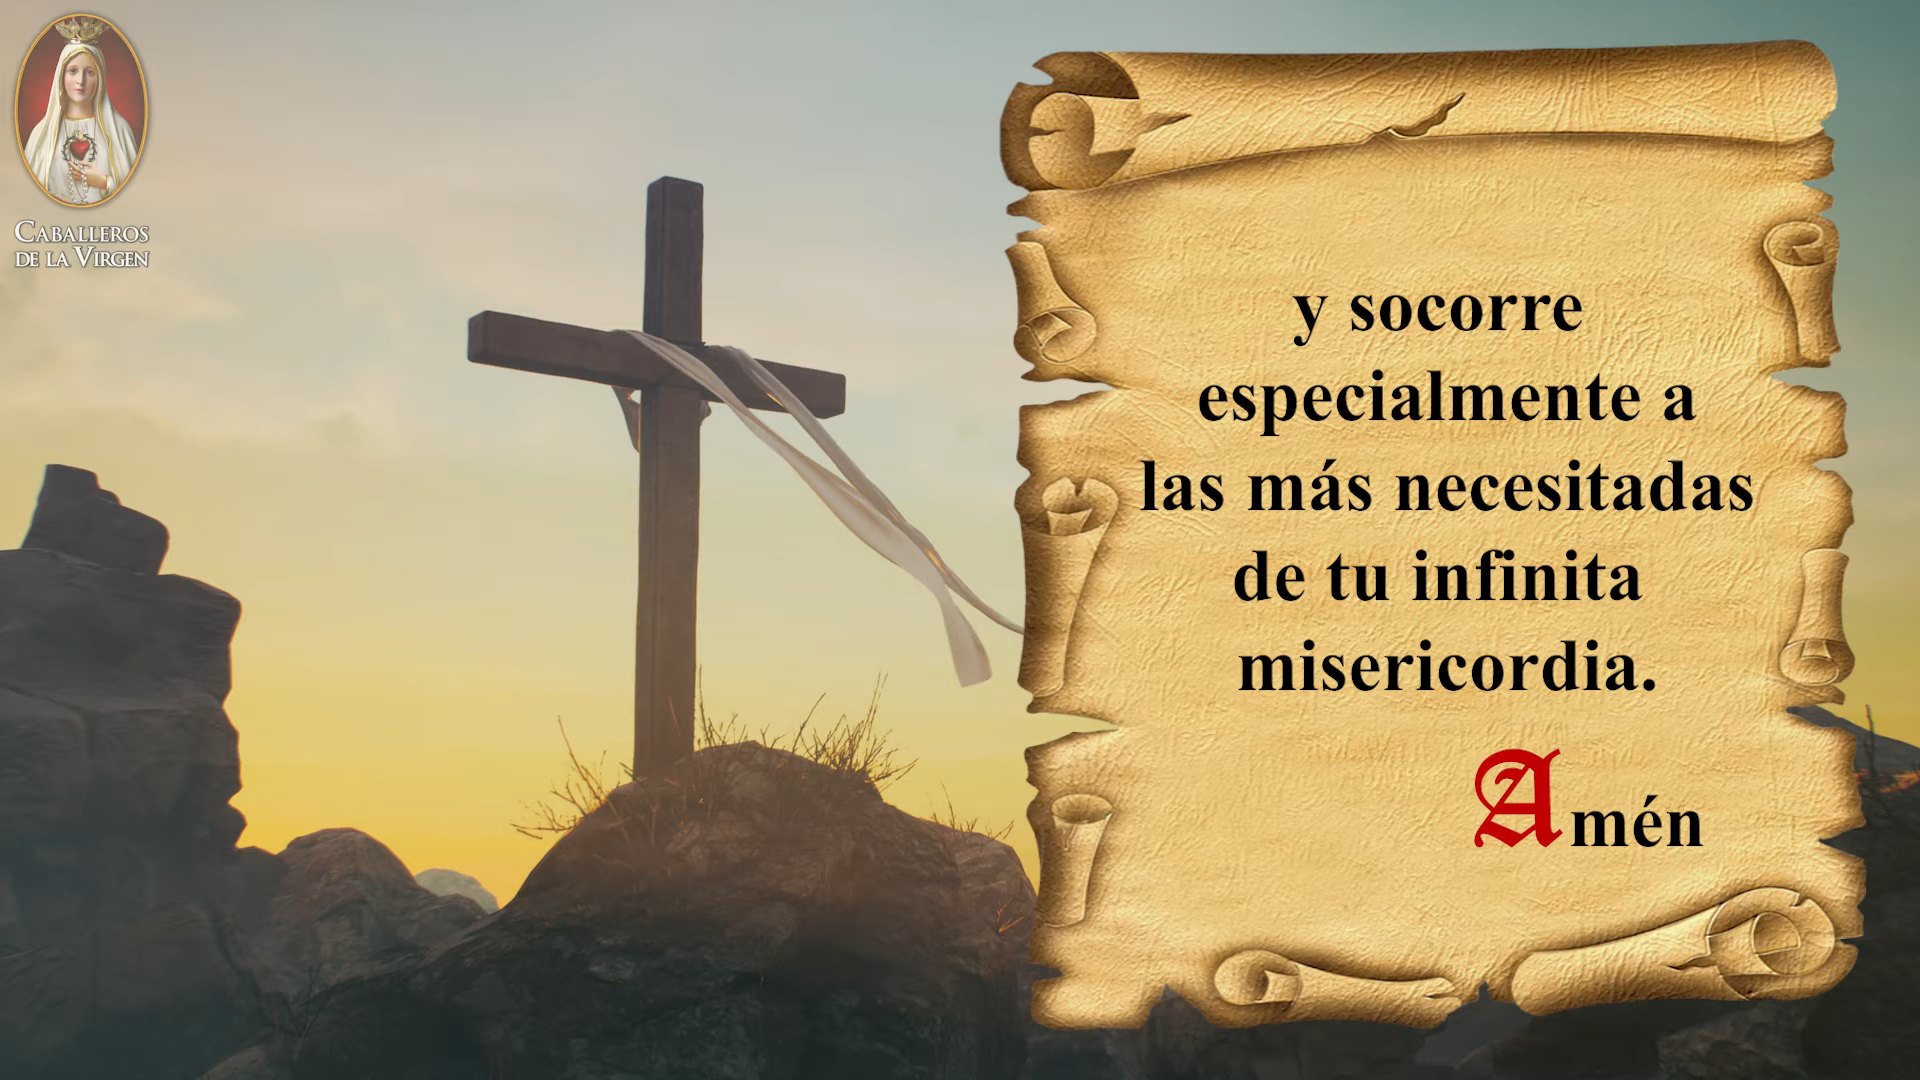 CABALLEROS
DE LA VIRGEN
y socorre
especialmente a
las más necesitadas
de tu infinita
misericordia.
Amén